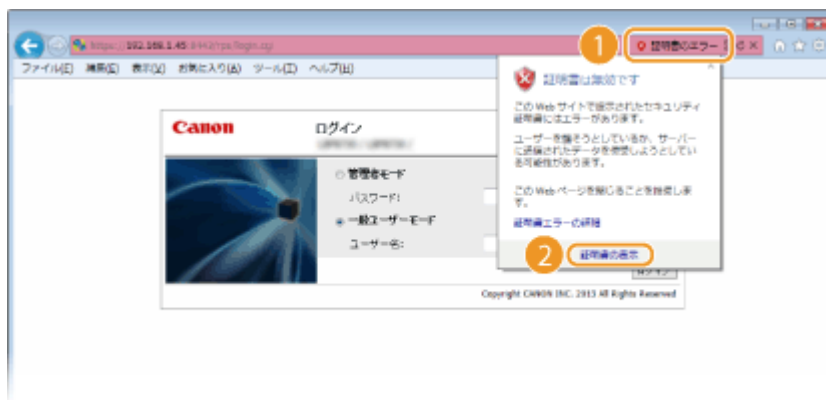 1
https://192.168.1.45:8443/rps/nlogin.cgi
証明書のエラー
ファイル(E) 編集(E) 表示(V) お気に入り(A) ツール(T) ヘルプ(H)
証明書は無効です
この Web サイトで提示されたセキュリティ
証明書にはエラーがあります。
ユーザーを騙そうとしているか、サーバー
に送信されたデータを傍受しようとしてい
る可能性があります。
この Web ページを閉じることを推奨しま
す。
証明書エラーの詳細
2
証明書の表示
Canon
ログイン
管理者モード
パスワード:
一般ユーザーモード
ユーザー名:
ログイン
Copyright CANON INC. 2013 All Rights Reserved